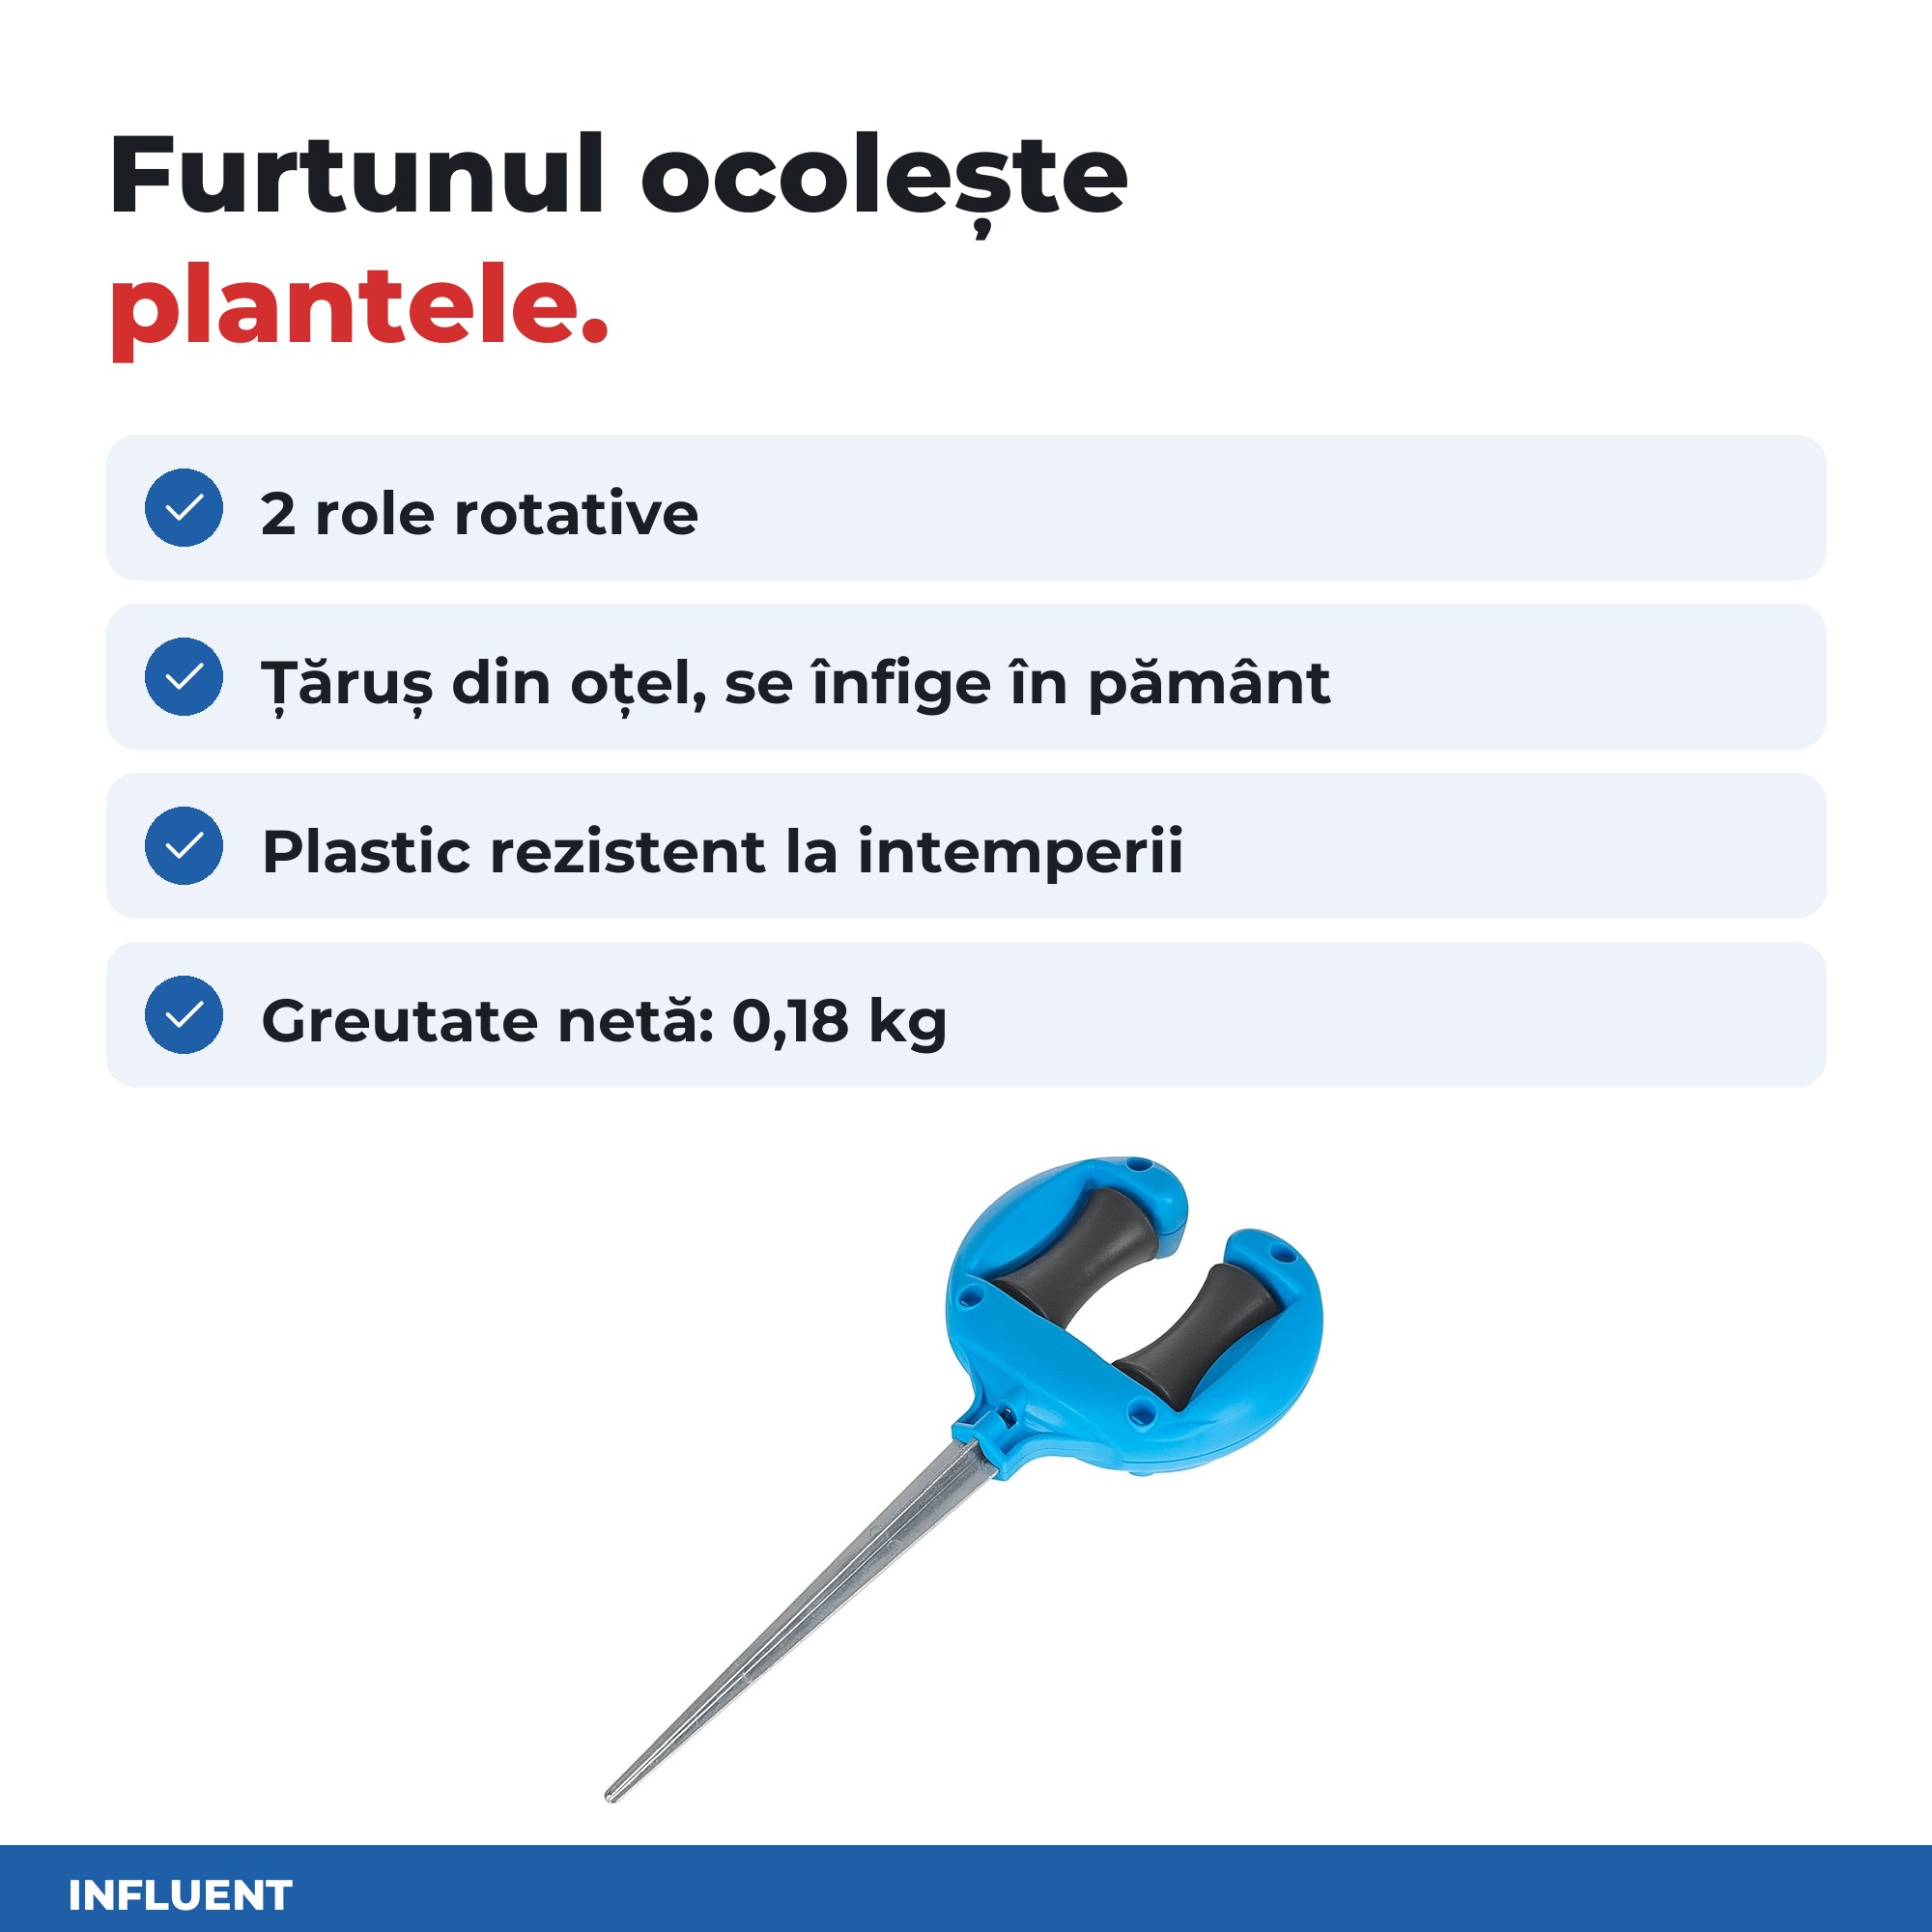 Furtunul ocolește
plantele.
2 role rotative
Țăruș din oțel, se înfige în pământ
Plastic rezistent la intemperii
Greutate netă: 0,18 kg
INFLUENT